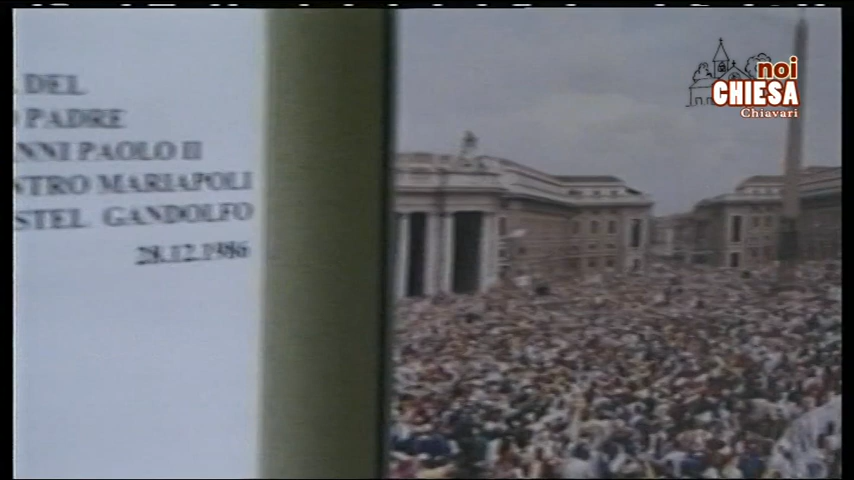 DEL
PADRE
NNI PAOLO II
NTRO MARIAPOLI
STEL GANDOLFO
28.12.1986
noi
CHIESA
Chiavari